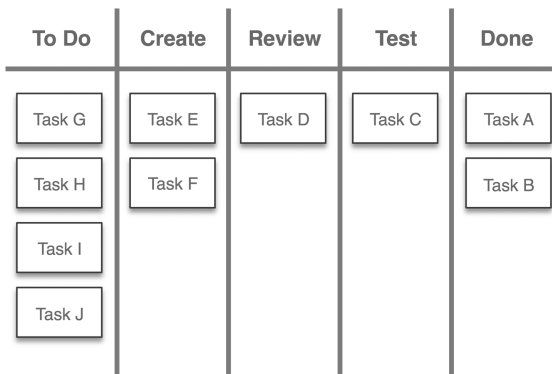 To Do
Create
Review
Test
Done
Task G
Task E
Task D
Task C
Task A
Task H
Task F
Task B
Task I
Task J